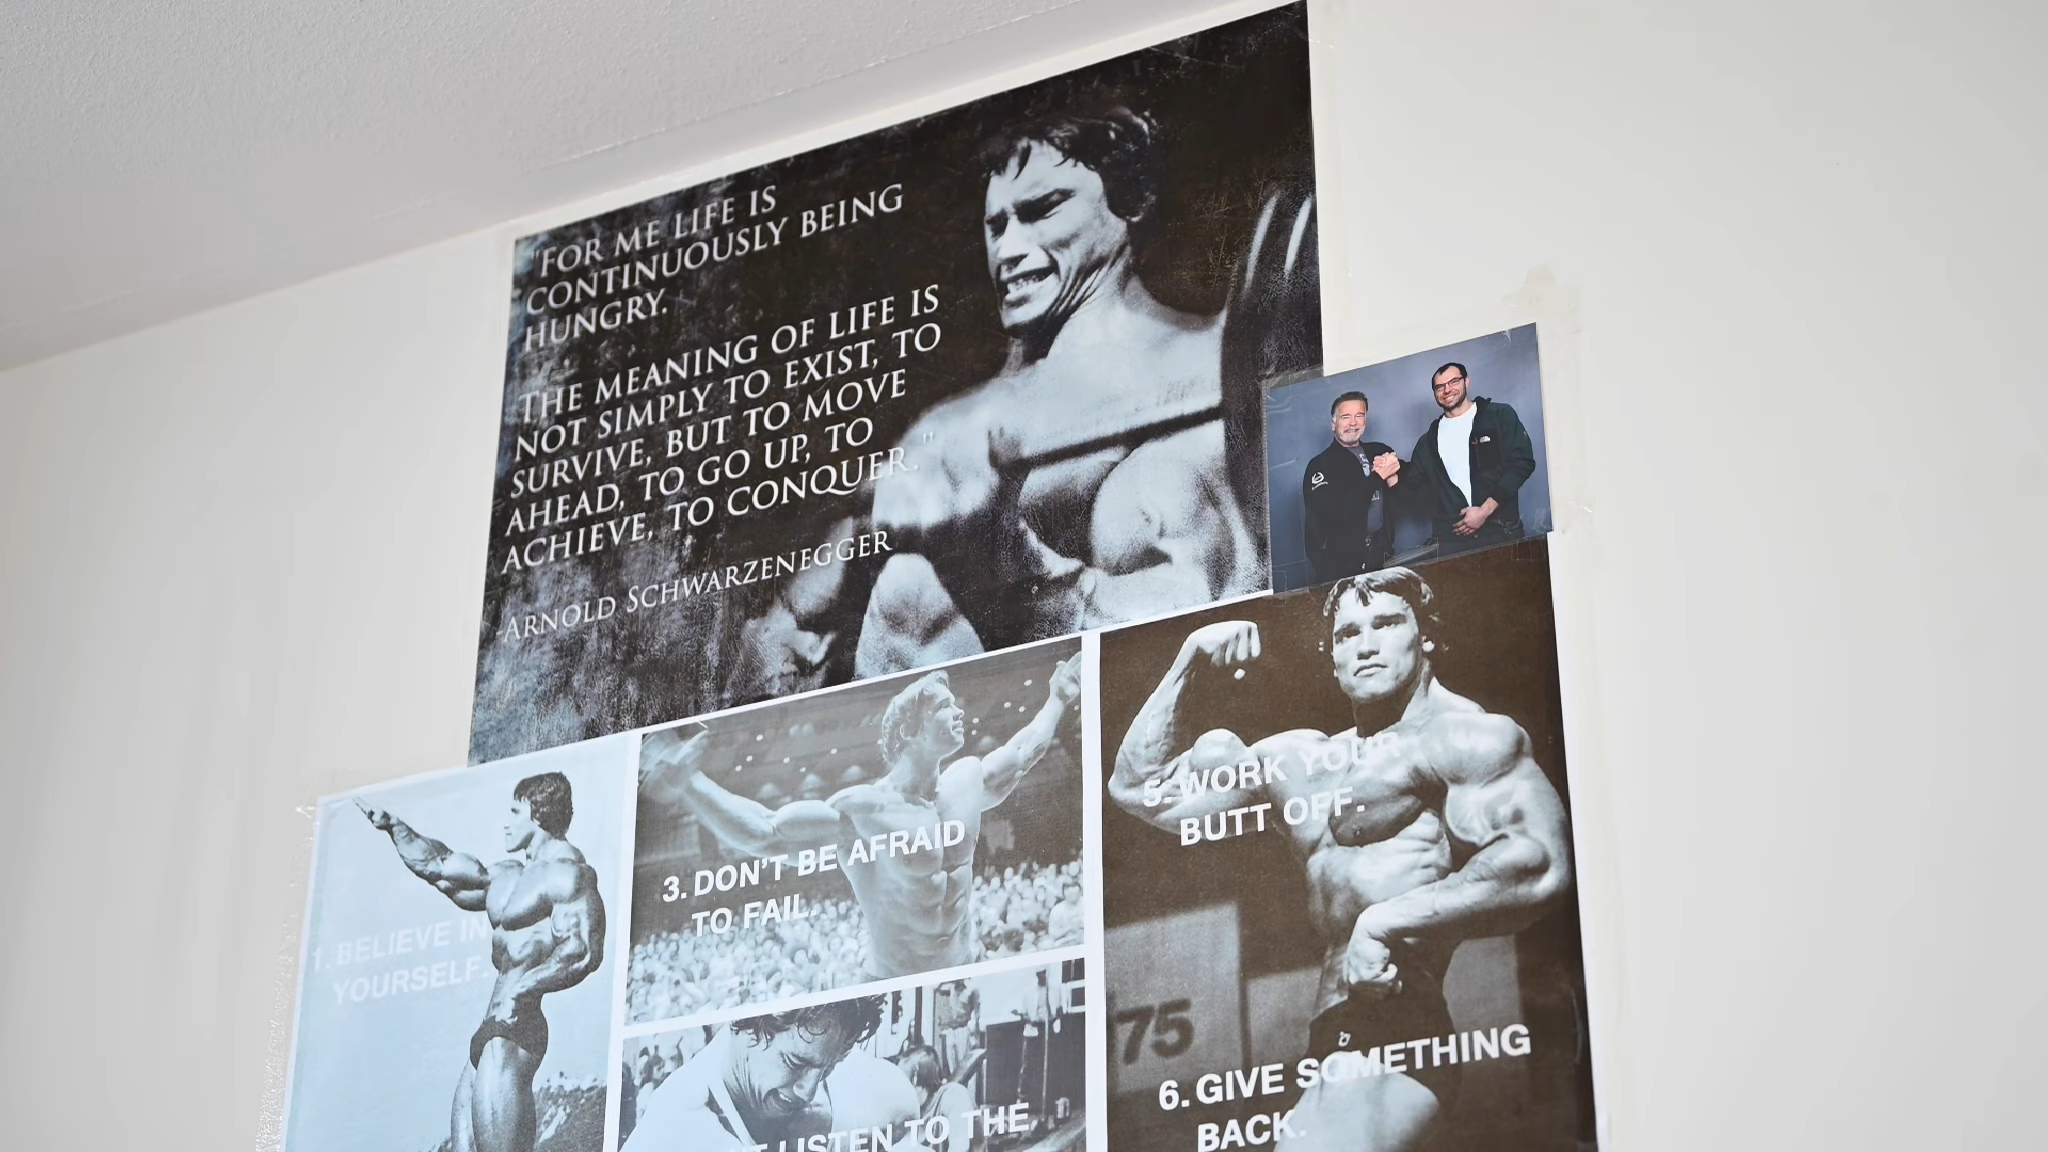 "FOR ME LIFE IS
CONTINUOUSLY BEING
HUNGRY.
THE MEANING OF LIFE IS
NOT SIMPLY TO EXIST, TO
SURVIVE, BUT TO MOVE
AHEAD, TO GO UP, TO
ACHIEVE, TO CONQUER."
-ARNOLD SCHWARZENEGGER
1. BELIEVE IN
YOURSELF.
3. DON'T BE AFRAID
TO FAIL.
LISTEN TO THE
5. WORK YOUR
BUTT OFF.
75
6. GIVE SOMETHING
BACK.